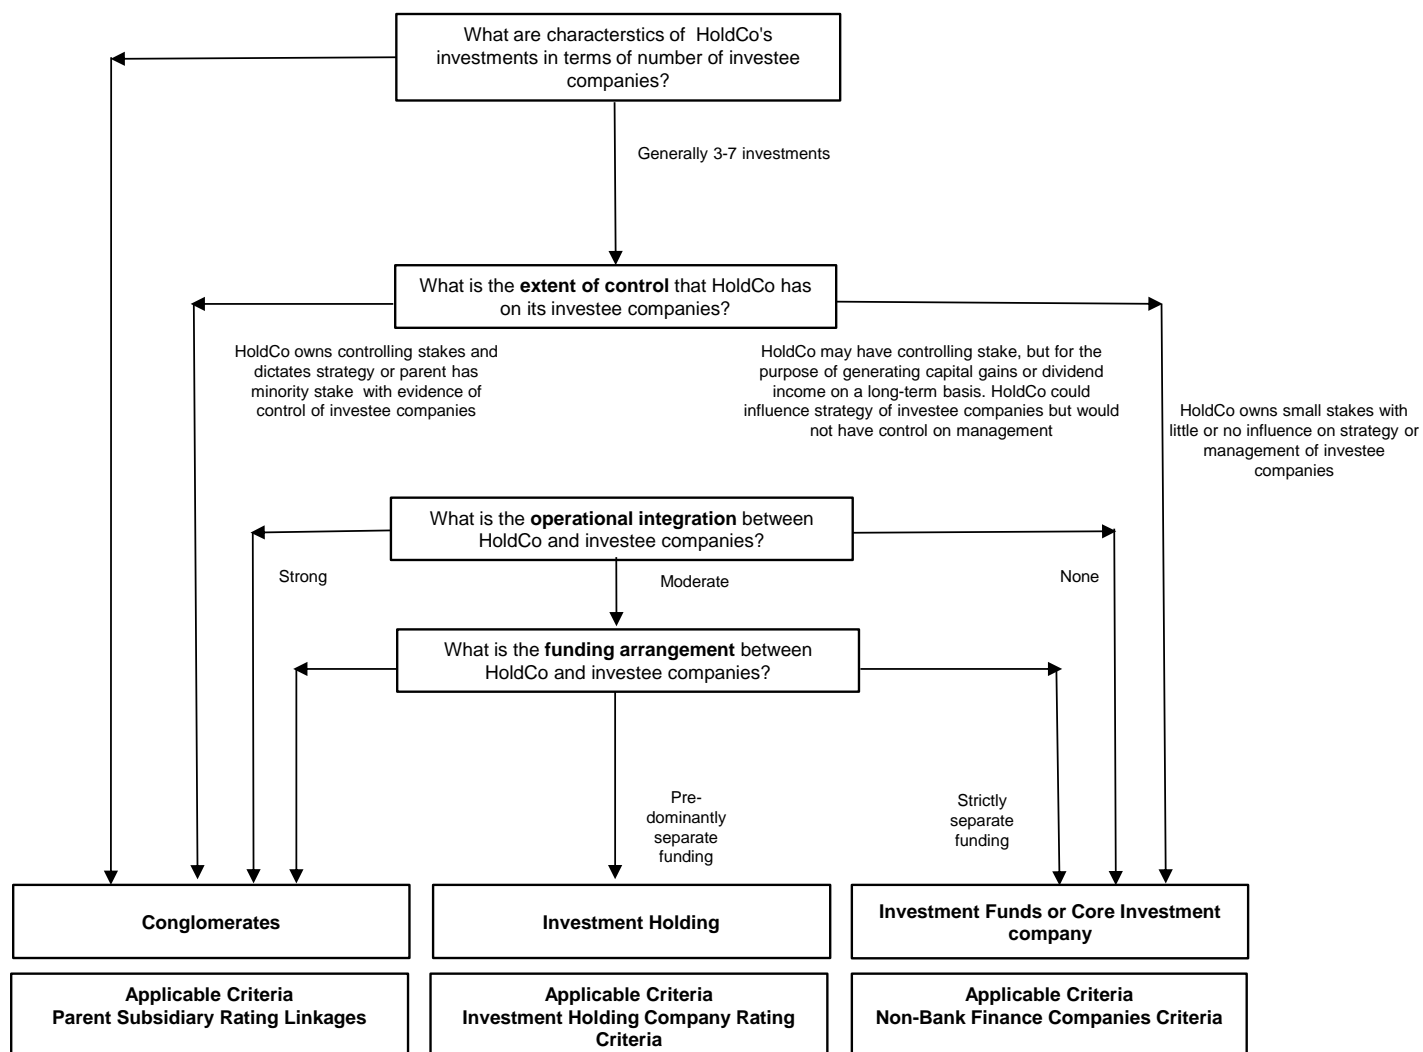 What are characterstics of  HoldCo's
investments in terms of number of investee
companies?
Generally 3-7 investments
What is the extent of control that HoldCo has
on its investee companies?
HoldCo owns controlling stakes and
dictates strategy or parent has
minority stake  with evidence of
control of investee companies
HoldCo may have controlling stake, but for the
purpose of generating capital gains or dividend
income on a long-term basis. HoldCo could
influence strategy of investee companies but would
not have control on management
HoldCo owns small stakes with
little or no influence on strategy or
management of investee
companies
What is the operational integration between
HoldCo and investee companies?
Strong
Moderate
None
What is the funding arrangement between
HoldCo and investee companies?
Pre-
dominantly
separate
funding
Strictly
separate
funding
Conglomerates
Investment Holding
Investment Funds or Core Investment
company
Applicable Criteria
Parent Subsidiary Rating Linkages
Applicable Criteria
Investment Holding Company Rating
Criteria
Applicable Criteria
Non-Bank Finance Companies Criteria